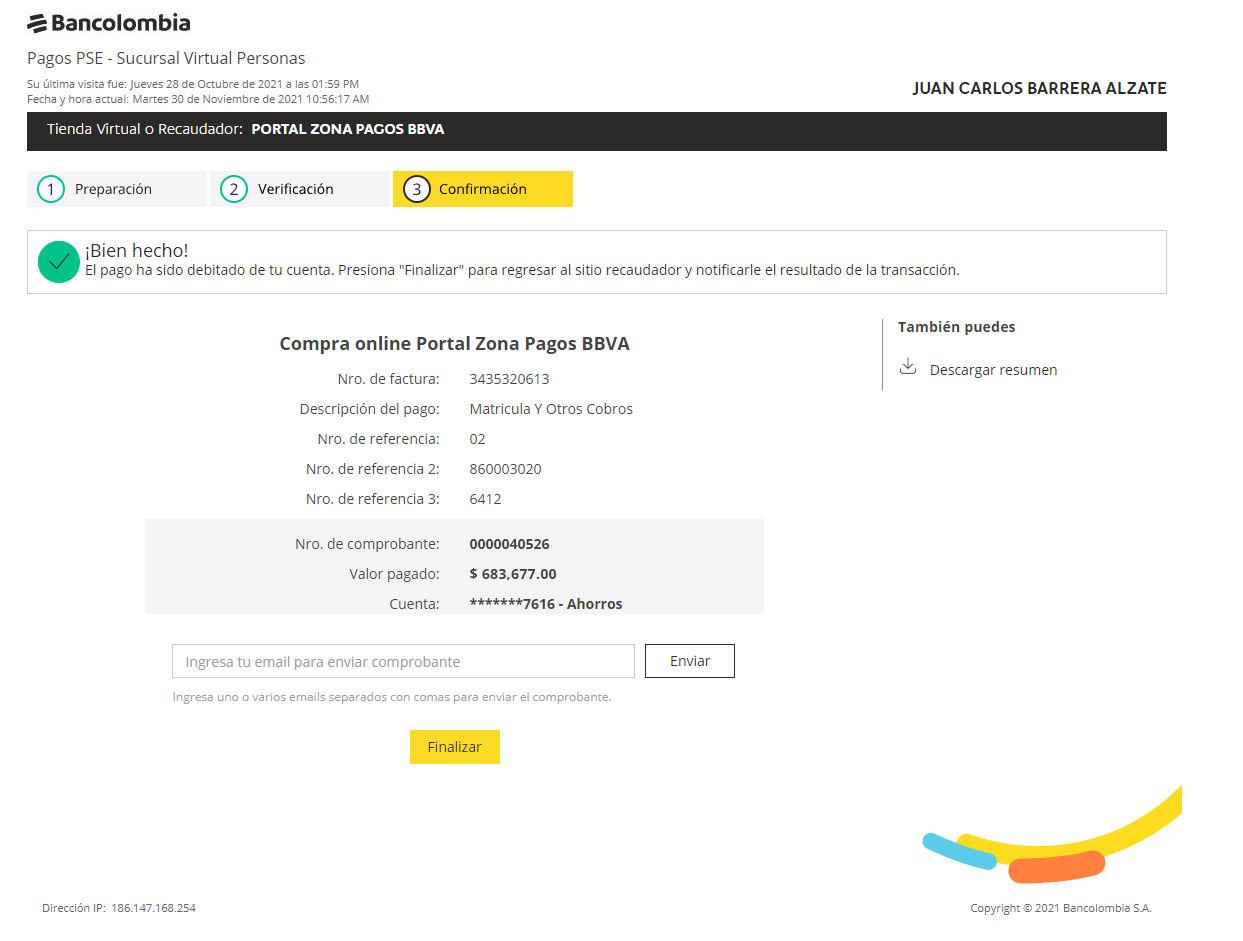 Bancolombia
Pagos PSE - Sucursal Virtual Personas
Su última visita fue: Jueves 28 de Octubre de 2021 a las 01:59 PM
Fecha y hora actual: Martes 30 de Noviembre de 2021 10:56:17 AM
JUAN CARLOS BARRERA ALZATE
Tienda Virtual o Recaudador: PORTAL ZONA PAGOS BBVA
1 Preparación 2 Verificación 3 Confirmación
¡Bien hecho!
El pago ha sido debitado de tu cuenta. Presiona "Finalizar" para regresar al sitio recaudador y notificarle el resultado de la transacción.
Compra online Portal Zona Pagos BBVA
Nro. de factura: 3435320613
Descripción del pago: Matricula Y Otros Cobros
Nro. de referencia: 02
Nro. de referencia 2: 860003020
Nro. de referencia 3: 6412
Nro. de comprobante: 0000040526
Valor pagado: $ 683,677.00
Cuenta: *******7616 - Ahorros
Ingresa tu email para enviar comprobante Enviar
Ingresa uno o varios emails separados con comas para enviar el comprobante.
Finalizar
También puedes
Descargar resumen
Dirección IP: 186.147.168.254
Copyright © 2021 Bancolombia S.A.